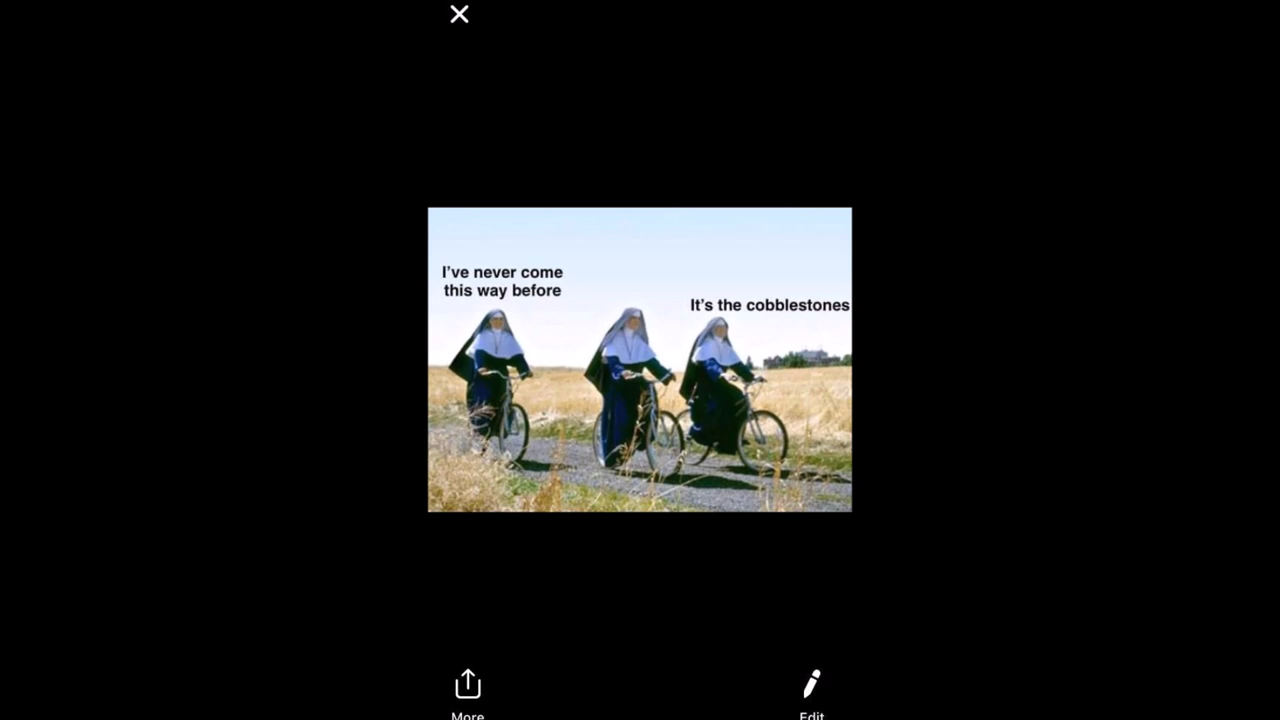 I've never come
this way before
It's the cobblestones
More
Edit